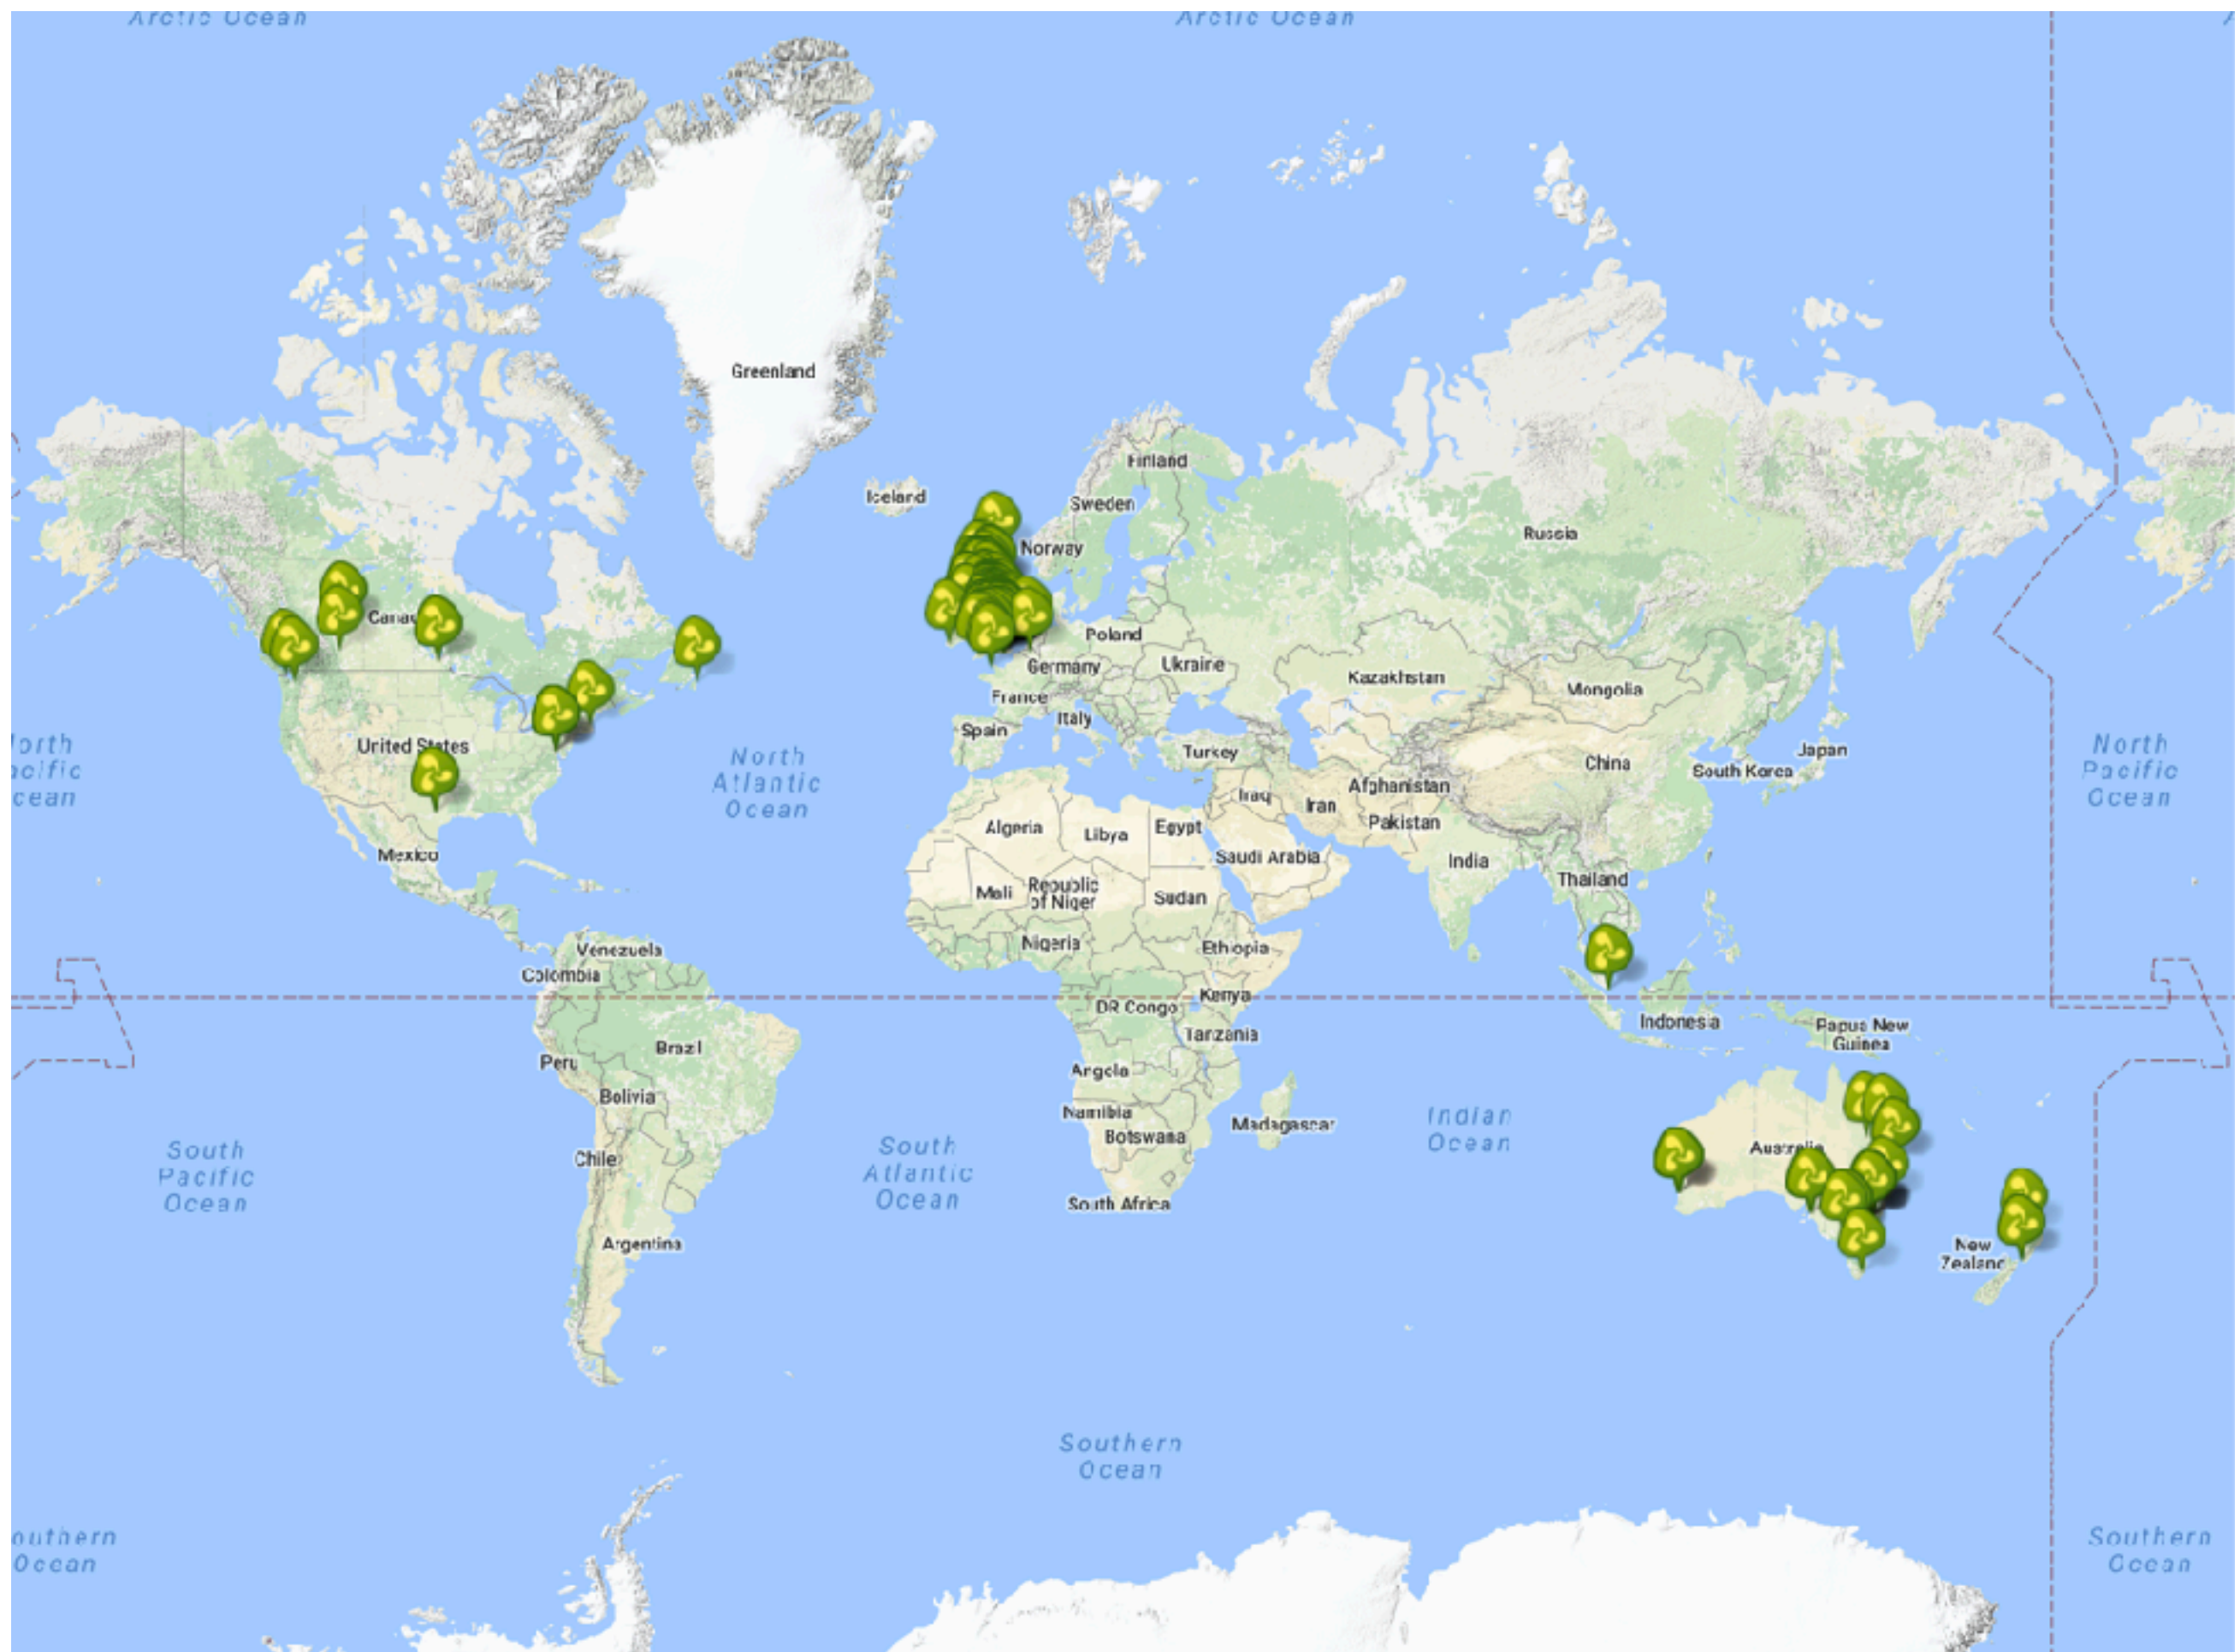 Arctic Ocean
Arctic Ocean
Greenland
Finland
Iceland
Sweden
Russia
Norway
Poland
Germany
Ukraine
Kazakhstan
Mongolia
France
Italy
Spain
Turkey
United States
North
Atlantic
Ocean
Japan
China
South Korea
North
Pacific
Ocean
Afghanistan
Iraq
Iran
Pakistan
Algeria
Libya
Egypt
Mexico
Saudi Arabia
India
Thailand
Mali
Republic
of Niger
Sudan
Nigeria
Ethiopia
Venezuela
Colombia
Kenya
DR Congo
Indonesia
Papua New
Guinea
Tanzania
Brazil
Peru
Angola
Bolivia
Namibia
Botswana
Madagascar
Indian
Ocean
Australia
South
Pacific
Ocean
South
Atlantic
Ocean
Chile
South Africa
Argentina
New
Zealand
Southern
Ocean
Southern
Ocean